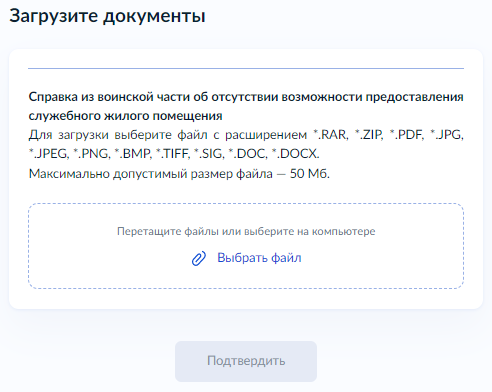 Загрузите документы
Справка из воинской части об отсутствии возможности предоставления
служебного жилого помещения
Для загрузки выберите файл с расширением *.RAR, *.ZIP, *.PDF, *.JPG,
*.JPEG, *.PNG, *.BMP, *.TIFF, *.SIG, *.DOC, *.DOCX.
Максимально допустимый размер файла — 50 Мб.
Перетащите файлы или выберите на компьютере
Выбрать файл
Подтвердить